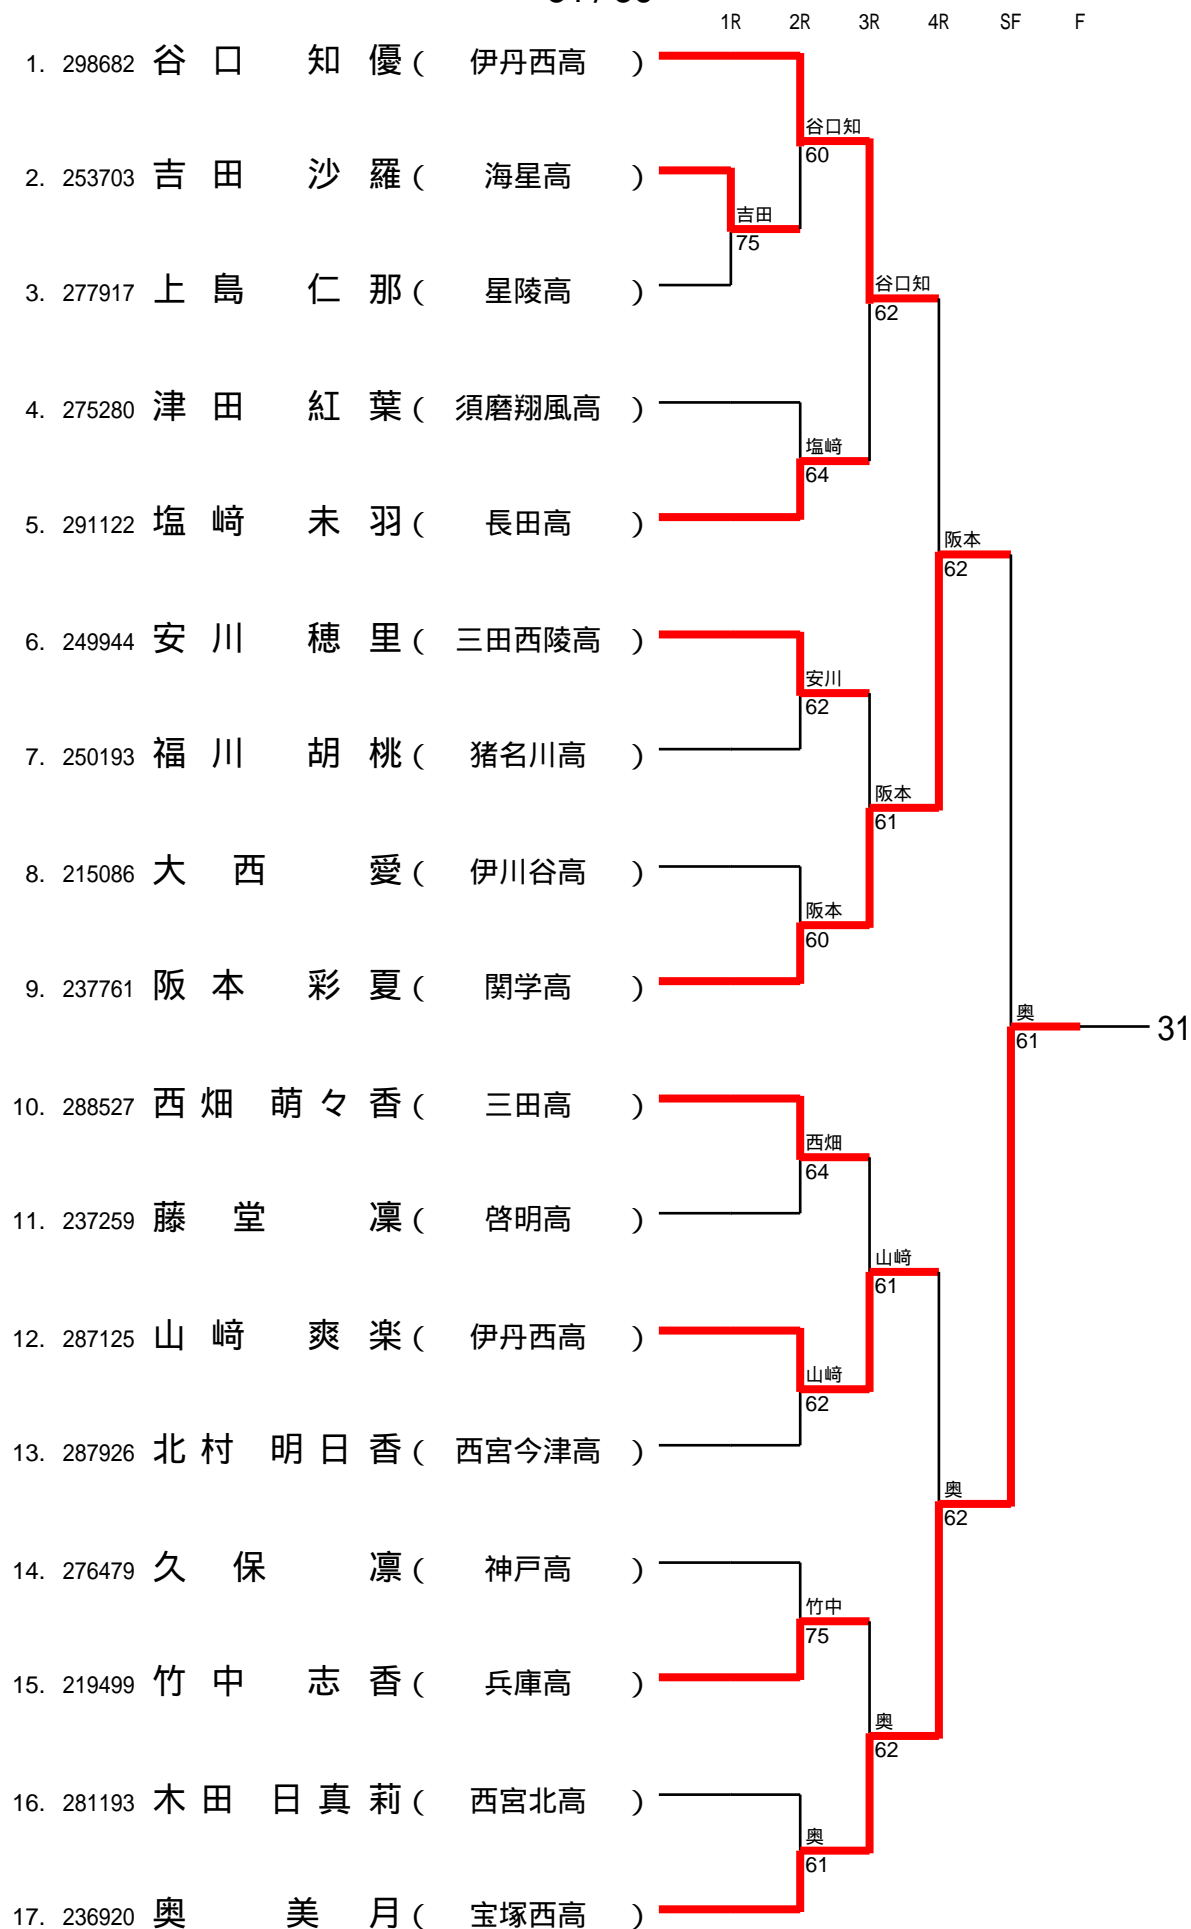 1R 2R 3R 4R SF F
1. 298682 谷口 知優 ( 伊丹西高 )
谷口知
60
2. 253703 吉田 沙羅 ( 海星高 )
吉田
75
3. 277917 上島 仁那 ( 星陵高 )
谷口知
62
4. 275280 津田 紅葉 ( 須磨翔風高 )
塩﨑
64
5. 291122 塩﨑 未羽 ( 長田高 )
阪本
62
6. 249944 安川 穂里 ( 三田西陵高 )
安川
62
7. 250193 福川 胡桃 ( 猪名川高 )
阪本
61
8. 215086 大西 愛 ( 伊川谷高 )
阪本
60
9. 237761 阪本 彩夏 ( 関学高 )
奥
61
31
10. 288527 西畑 萌々香 ( 三田高 )
西畑
64
11. 237259 藤堂 凜 ( 啓明高 )
山﨑
61
12. 287125 山﨑 爽楽 ( 伊丹西高 )
山﨑
62
13. 287926 北村 明日香 ( 西宮今津高 )
奥
62
14. 276479 久保 凛 ( 神戸高 )
竹中
75
15. 219499 竹中 志香 ( 兵庫高 )
奥
62
16. 281193 木田 日真莉 ( 西宮北高 )
奥
61
17. 236920 奥 美月 ( 宝塚西高 )